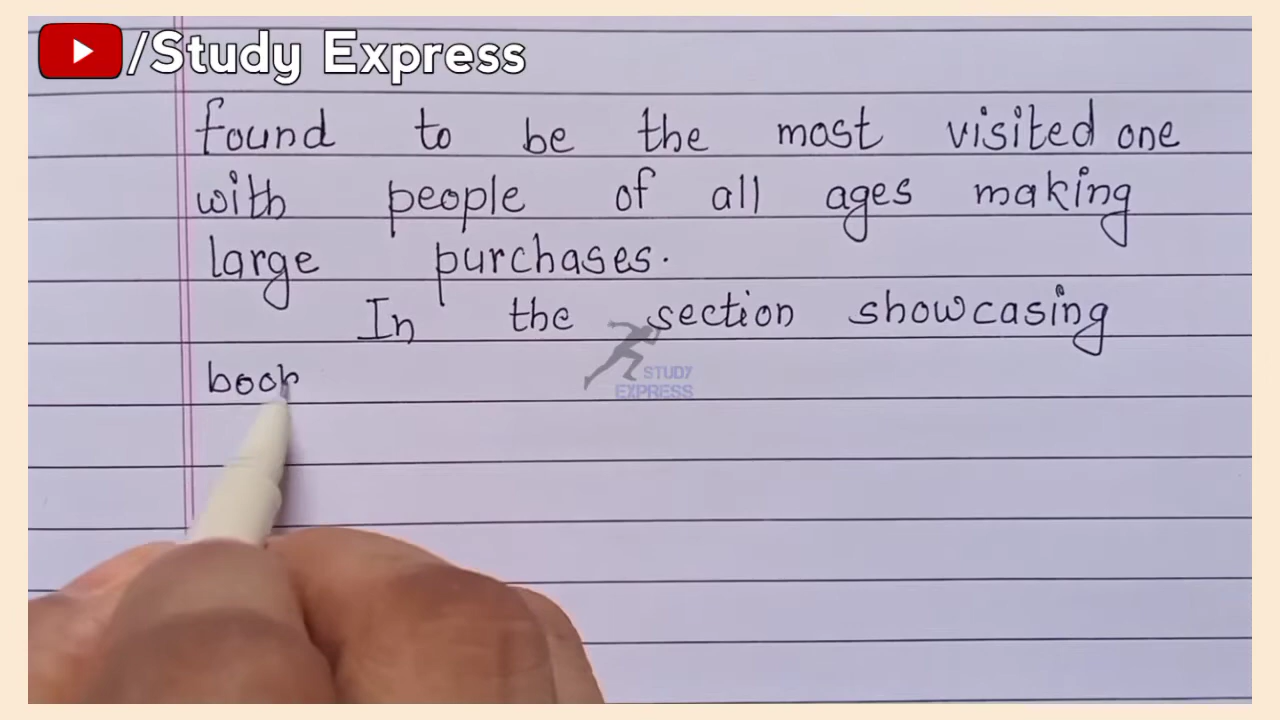 /Study Express
found to be the most visited one
with people of all ages making
large purchases.
In the section showcasing
STUDY
EXPRESS